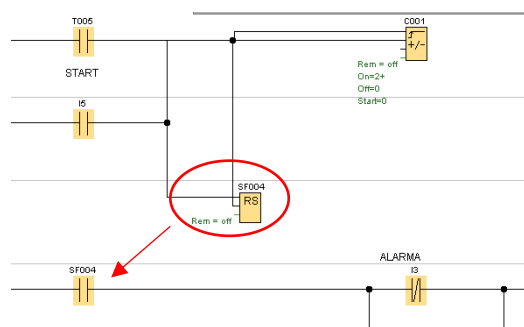 T005
C001
+/-
START
Rem = off
On=2+
Off=0
Start=0
I5
SF004
RS
Rem = off
SF004
ALARMA
I3